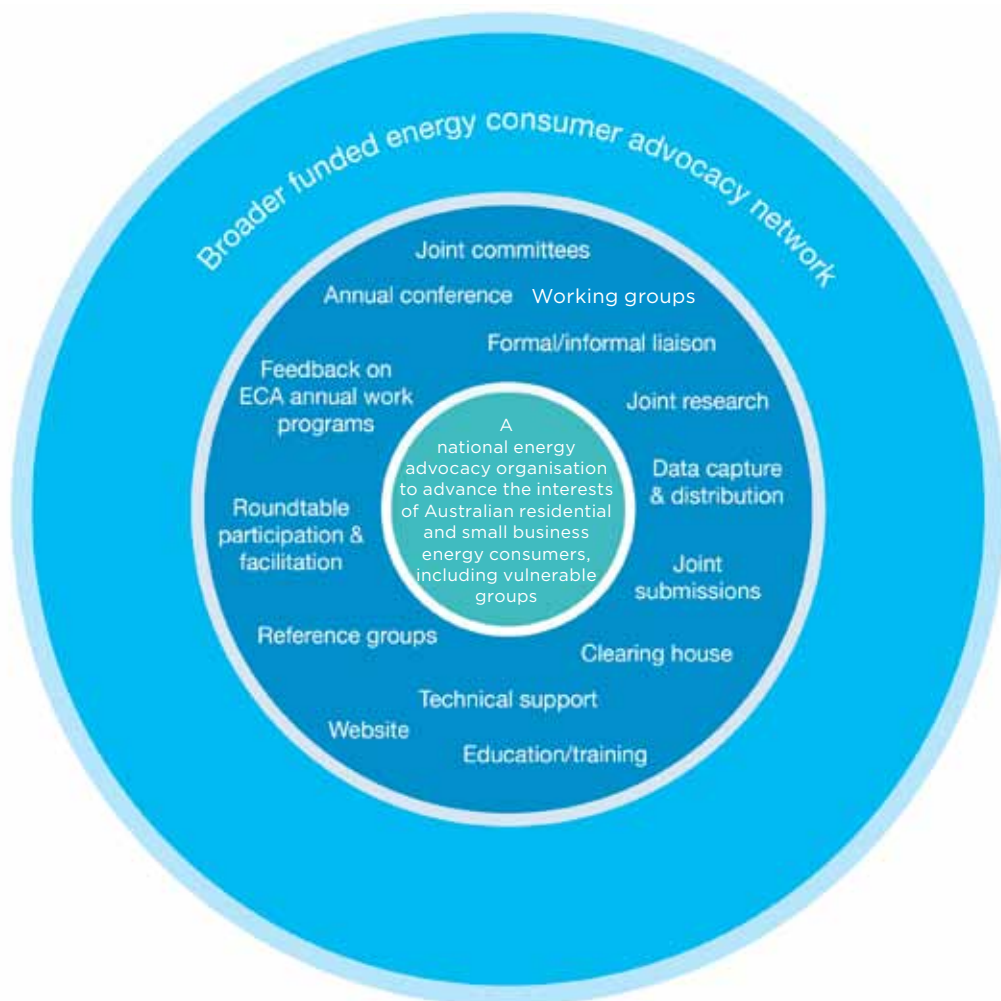 Broader funded energy consumer advocacy network
Joint committees
Annual conference
Working groups
Formal/informal liaison
Feedback on
ECA annual work
programs
Joint research
Data capture
& distribution
Roundtable
participation &
facilitation
Joint
submissions
Reference groups
Clearing house
Technical support
Website
Education/training
A
national energy
advocacy organisation
to advance the interests
of Australian residential
and small business
energy consumers,
including vulnerable
groups